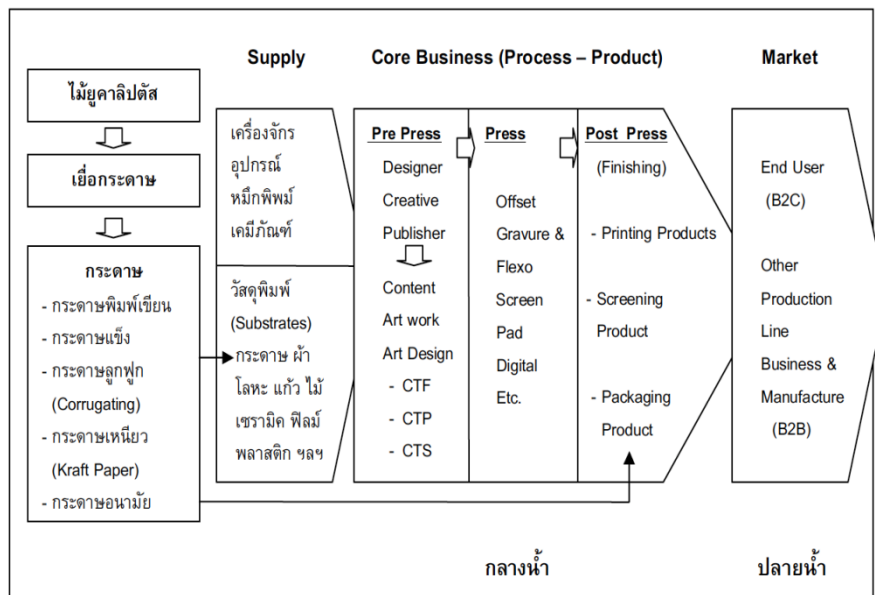 Supply
Core Business (Process – Product)
Market
ไม้ยูคาลิปตัส
เยื่อกระดาษ
กระดาษ
- กระดาษพิมพ์เขียน
- กระดาษแข็ง
- กระดาษลูกฟูก
(Corrugating)
- กระดาษเหนียว
(Kraft Paper)
- กระดาษอนามัย
เครื่องจักร
อุปกรณ์
หมึกพิพม์
เคมีภัณฑ์
วัสดุพิมพ์
(Substrates)
กระดาษ ผ้า
โลหะ แก้ว ไม้
เซรามิค ฟิลม์
พลาสติก ฯลฯ
Pre Press
Designer
Creative
Publisher
Content
Art work
Art Design
- CTF
- CTP
- CTS
Press
Offset
Gravure &
Flexo
Screen
Pad
Digital
Etc.
Post Press
(Finishing)
- Printing Products
- Screening
Product
- Packaging
Product
End User
(B2C)
Other
Production
Line
Business &
Manufacture
(B2B)
กลางน้ำ
ปลายน้ำ